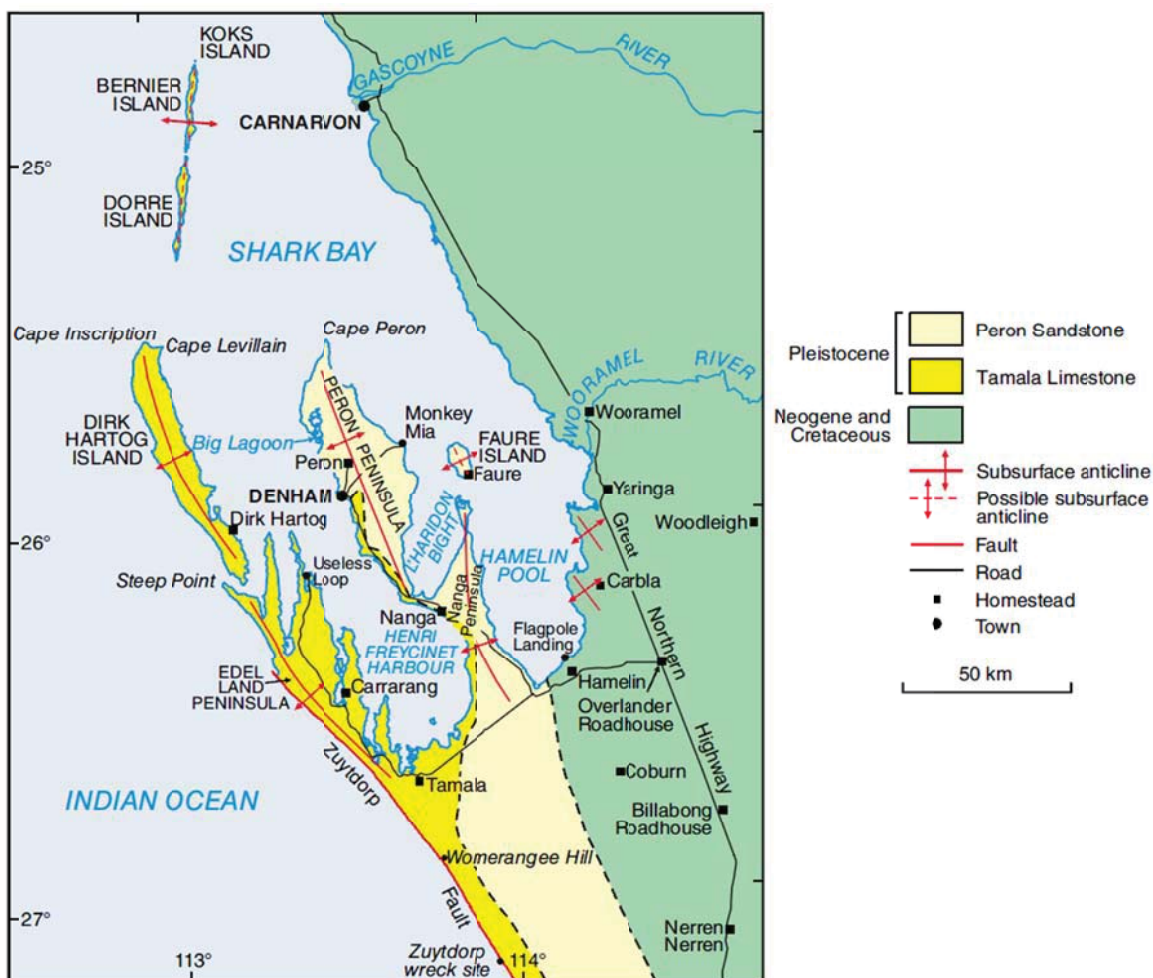 KOKS
ISLAND
BERNIER
ISLAND
CARNARVON
GASCOYNE
RIVER
25°
DORRE
ISLAND
SHARK BAY
Cape Inscription
Cape Levillain
Cape Peron
WOORAMEL
RIVER
Wooramel
DIRK
HARTOG
ISLAND
Big Lagoon
PERON PENINSULA
Monkey
Mia
FAURE
ISLAND
Faure
Peron
DENHAM
Yaringa
Woodleigh
Dirk Hartog
L'HARIDON
BIGHT
HAMELIN
POOL
26°
Useless
Loop
Steep Point
Carbla
Nanga
Nanga
Peninsula
HENRI
FREYCINET
HARBOUR
Flagpole
Landing
Great Northern Highway
Hamelin
Overlander
Roadhouse
EDEL
LAND
PENINSULA
Carrarang
Zuytdorp Fault
Tamala
Coburn
Billabong
Roadhouse
INDIAN OCEAN
Womerangee Hill
27°
Nerren
Nerren
Zuytdorp
wreck site
113°
114°
Pleistocene
Peron Sandstone
Tamala Limestone
Neogene and
Cretaceous
Subsurface anticline
Possible subsurface
anticline
Fault
Road
Homestead
Town
50 km